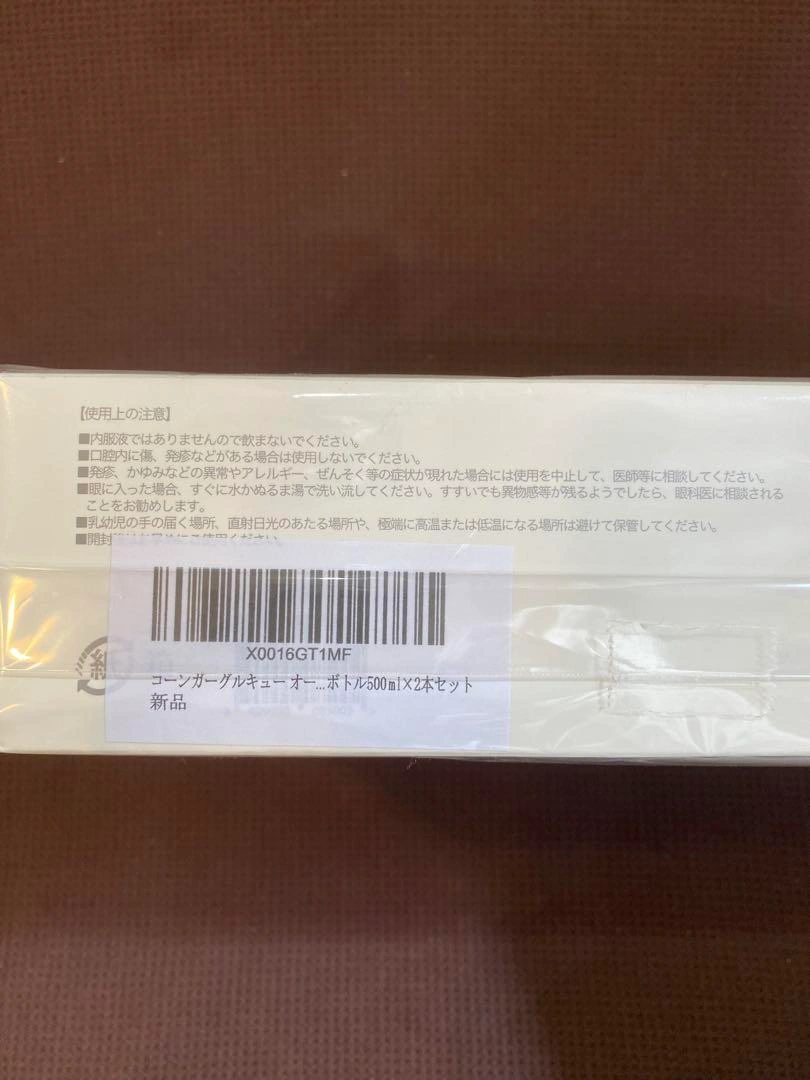 【使用上の注意】
■内服液ではありませんので飲まないでください。
■口腔内に傷、発疹などがある場合は使用しないでください。
■発疹、かゆみなどの異常やアレルギー、ぜんそく等の症状が現れた場合には使用を中止して、医師等に相談してください。
■眼に入った場合、すぐに水かぬるま湯で洗い流してください。すすいでも異物感等が残るようでしたら、眼科医に相談される
ことをお勧めします。
■乳幼児の手の届く場所、直射日光のあたる場所や、極端に高温または低温になる場所は避けて保管してください。
■開封
ご使用ください。
X0016GT1MF
コーンガーグルキュー オー...ボトル500ml×2本セット
新品
紙